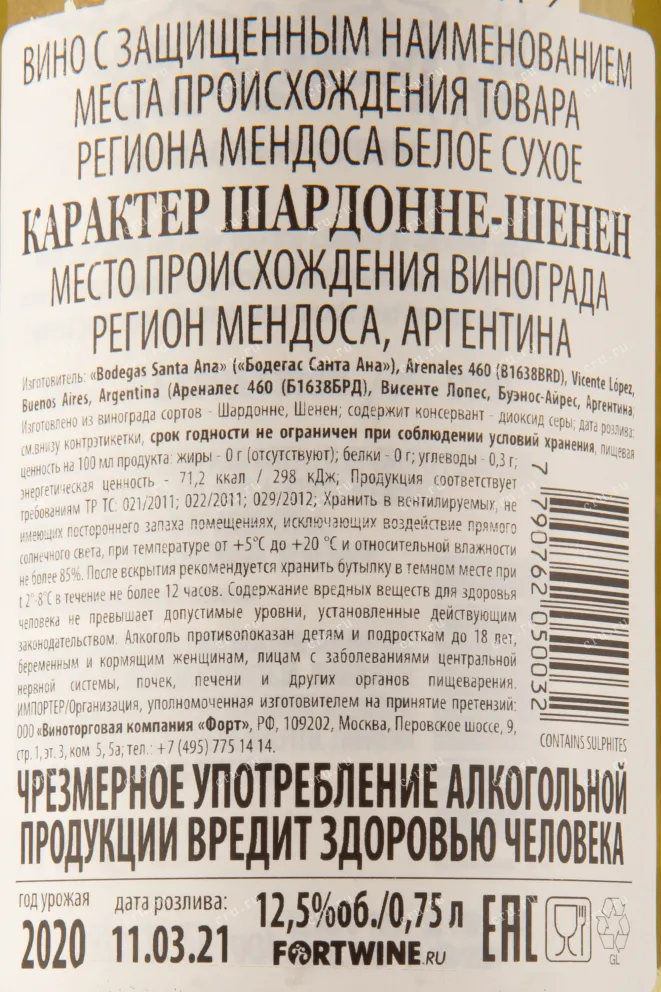 ВИНО С ЗАЩИЩЕННЫМ НАИМЕНОВАНИЕМ
МЕСТА ПРОИСХОЖДЕНИЯ ТОВАРА
РЕГИОНА МЕНДОСА БЕЛОЕ СУХОЕ
КАРАКТЕР ШАРДОННЕ-ШЕНЕН
МЕСТО ПРОИСХОЖДЕНИЯ ВИНОГРАДА
РЕГИОН МЕНДОСА, АРГЕНТИНА
Изготовитель: «Bodegas Santa Ana» («Бодегас Санта Ана»), Arenales 460 (B1638BRD), Vicente López,
Buenos Aires, Argentina (Ареналес 460 (Б1638БРД), Висенте Лопес, Буэнос-Айрес, Аргентина,
Изготовлено из винограда сортов - Шардонне, Шенен; содержит консервант - диоксид серы; дата розлива:
см.внизу контрэтикетки, срок годности не ограничен при соблюдении условий хранения, пищевая
ценность на 100 мл продукта: жиры - 0 г (отсутствуют); белки - 0 г; углеводы - 0,3 г;
энергетическая ценность - 71,2 ккал / 298 кДж; Продукция соответствует
требованиям ТР ТС: 021/2011; 022/2011; 029/2012; Хранить в вентилируемых, не
имеющих постороннего запаха помещениях, исключающих воздействие прямого
солнечного света, при температуре от +5°С до +20 °С и относительной влажности
не более 85%. После вскрытия рекомендуется хранить бутылку в темном месте при
t 2°-8°С в течение не более 12 часов. Содержание вредных веществ для здоровья
человека не превышает допустимые уровни, установленные действующим
законодательством. Алкоголь противопоказан детям и подросткам до 18 лет,
беременным и кормящим женщинам, лицам с заболеваниями центральной
нервной системы, почек, печени и других органов пищеварения.
ИМПОРТЕР/Организация, уполномоченная изготовителем на принятие претензий:
ООО «Виноторговая компания «Форт», РФ, 109202, Москва, Перовское шоссе, 9,
стр. 1, эт. 3, ком. 5, 5а; тел.: +7 (495) 775 14 14.
7 790762 050032
CONTAINS SULPHITES
ЧРЕЗМЕРНОЕ УПОТРЕБЛЕНИЕ АЛКОГОЛЬНОЙ
ПРОДУКЦИИ ВРЕДИТ ЗДОРОВЬЮ ЧЕЛОВЕКА
год урожая
2020
дата розлива:
11.03.21
12,5%об./0,75 л
FORTWINE.RU
EAC
GL
cru.ru